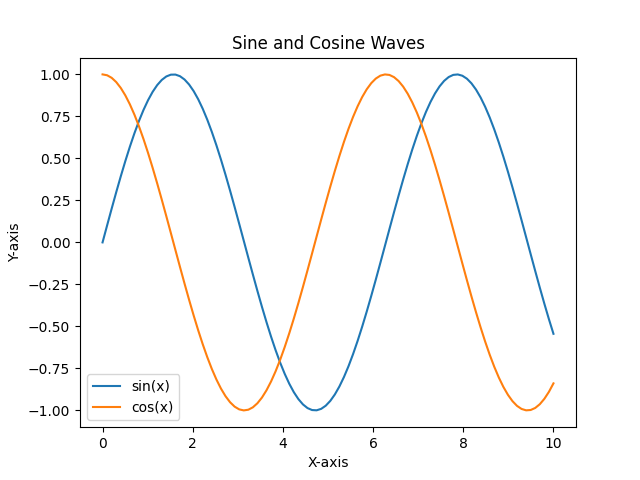 Sine and Cosine Waves
1.00
0.75
0.50
0.25
0.00
−0.25
−0.50
−0.75
−1.00
Y-axis
sin(x)
cos(x)
0 2 4 6 8 10
X-axis